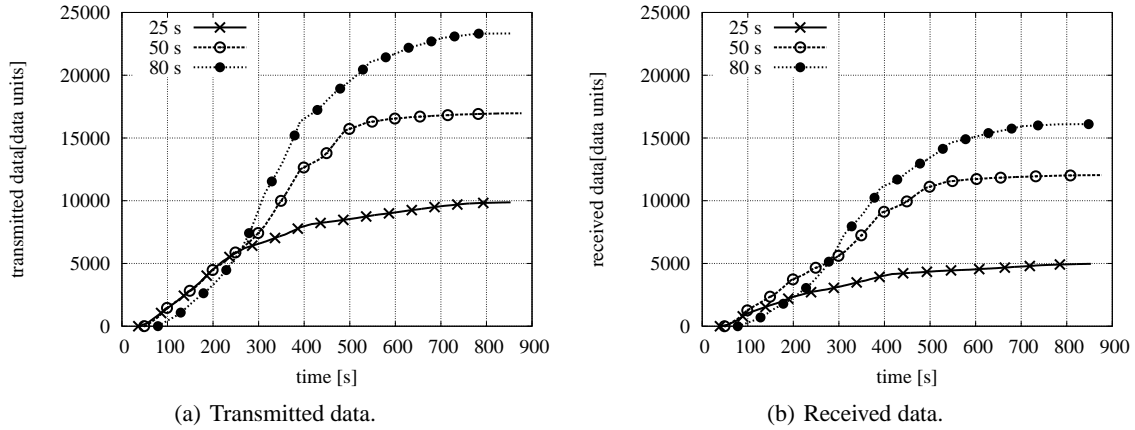 25000
20000
15000
10000
5000
0
transmitted data[data units]
25 s
50 s
80 s
0 100 200 300 400 500 600 700 800 900
time [s]
(a) Transmitted data.
25000
20000
15000
10000
5000
0
received data[data units]
25 s
50 s
80 s
0 100 200 300 400 500 600 700 800 900
time [s]
(b) Received data.